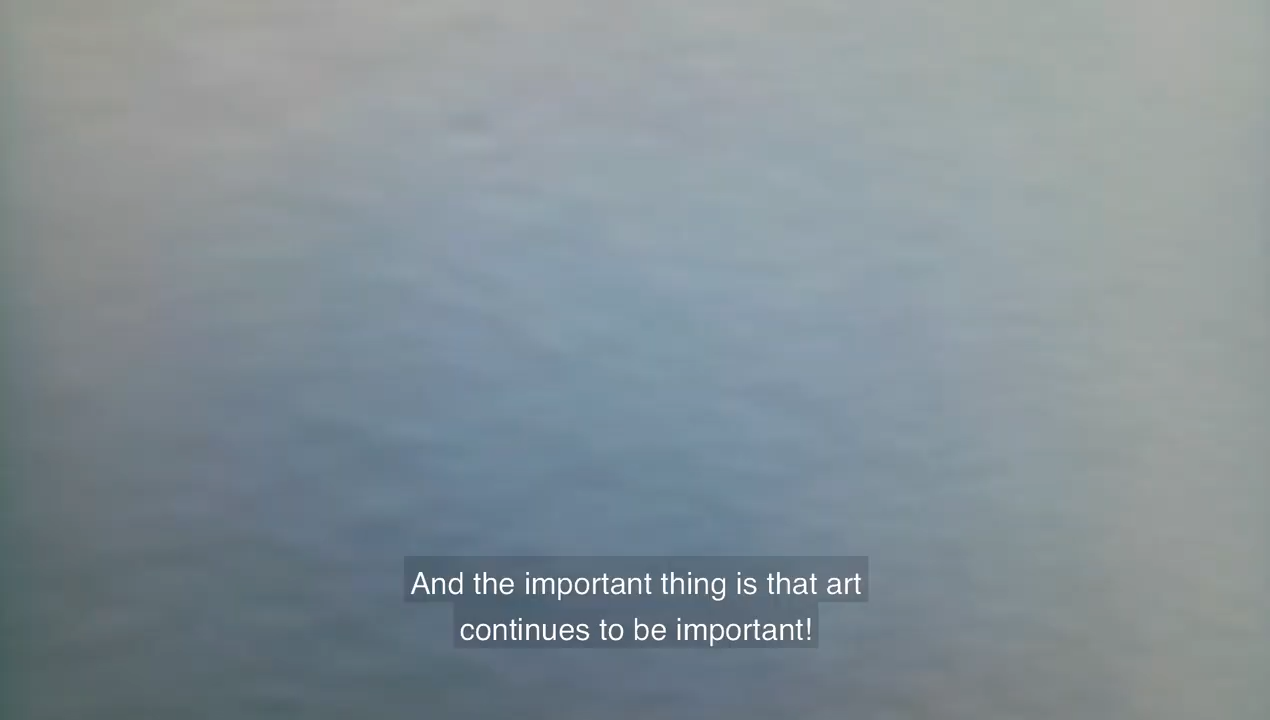 And the important thing is that art
continues to be important!